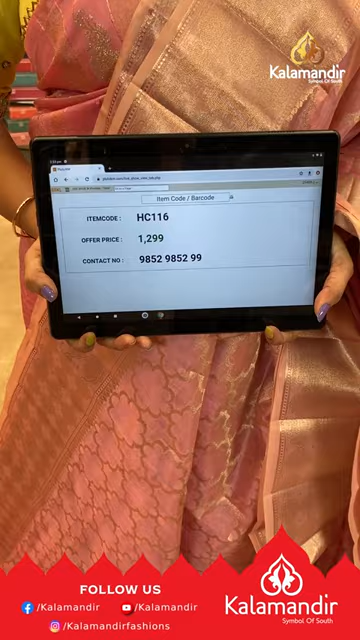 Kalamandir
Symbol Of South
Item Code / Barcode
ITEMCODE : HC116
OFFER PRICE : 1,299
CONTACT NO : 9852 9852 99
FOLLOW US
/Kalamandir /Kalamandir
/Kalamandirfashions
Kalamandir
Symbol Of South